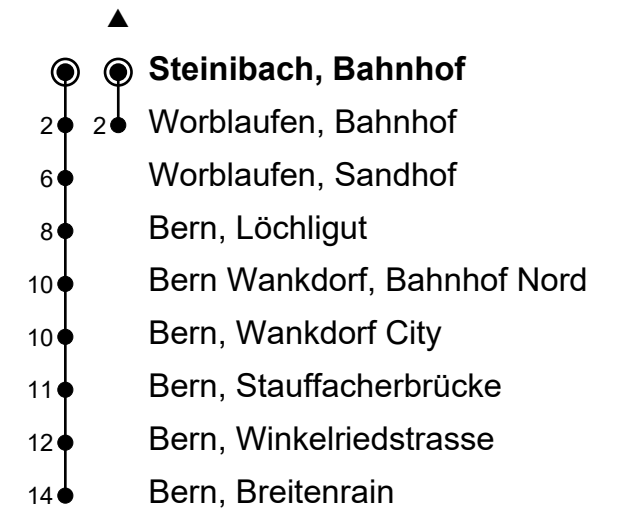 ▲
Steinibach, Bahnhof
2 2 Worblaufen, Bahnhof
6 Worblaufen, Sandhof
8 Bern, Löchligut
10 Bern Wankdorf, Bahnhof Nord
10 Bern, Wankdorf City
11 Bern, Stauffacherbrücke
12 Bern, Winkelriedstrasse
14 Bern, Breitenrain